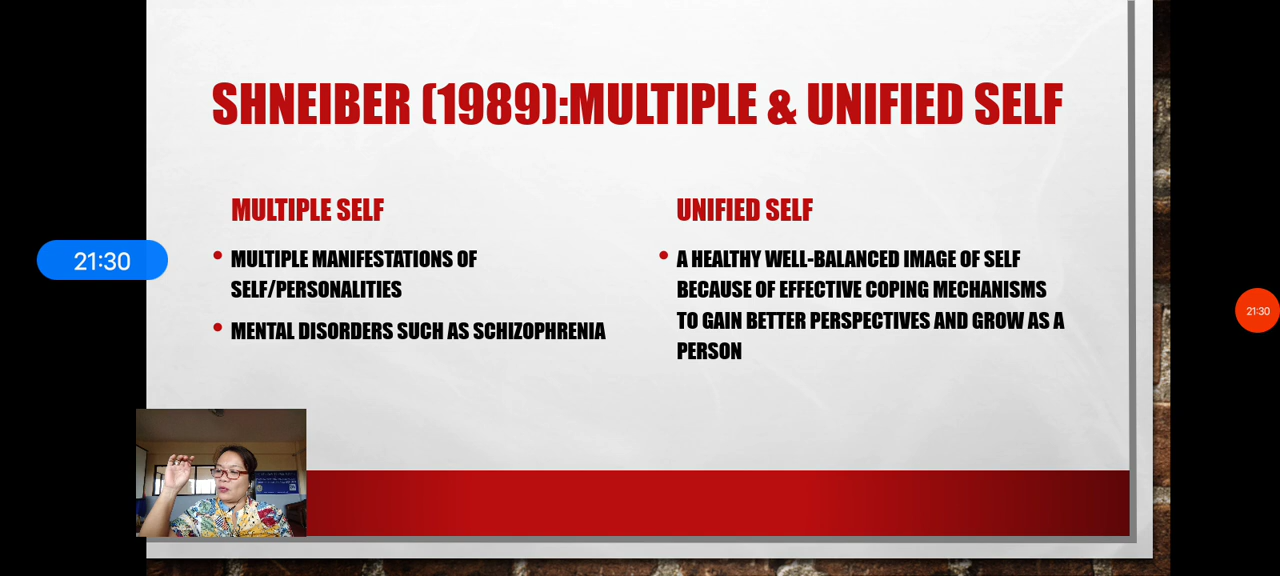 SHNEIBER (1989):MULTIPLE & UNIFIED SELF
MULTIPLE SELF
MULTIPLE MANIFESTATIONS OF
SELF/PERSONALITIES
MENTAL DISORDERS SUCH AS SCHIZOPHRENIA
UNIFIED SELF
A HEALTHY WELL-BALANCED IMAGE OF SELF
BECAUSE OF EFFECTIVE COPING MECHANISMS
TO GAIN BETTER PERSPECTIVES AND GROW AS A
PERSON
21:30
21:30